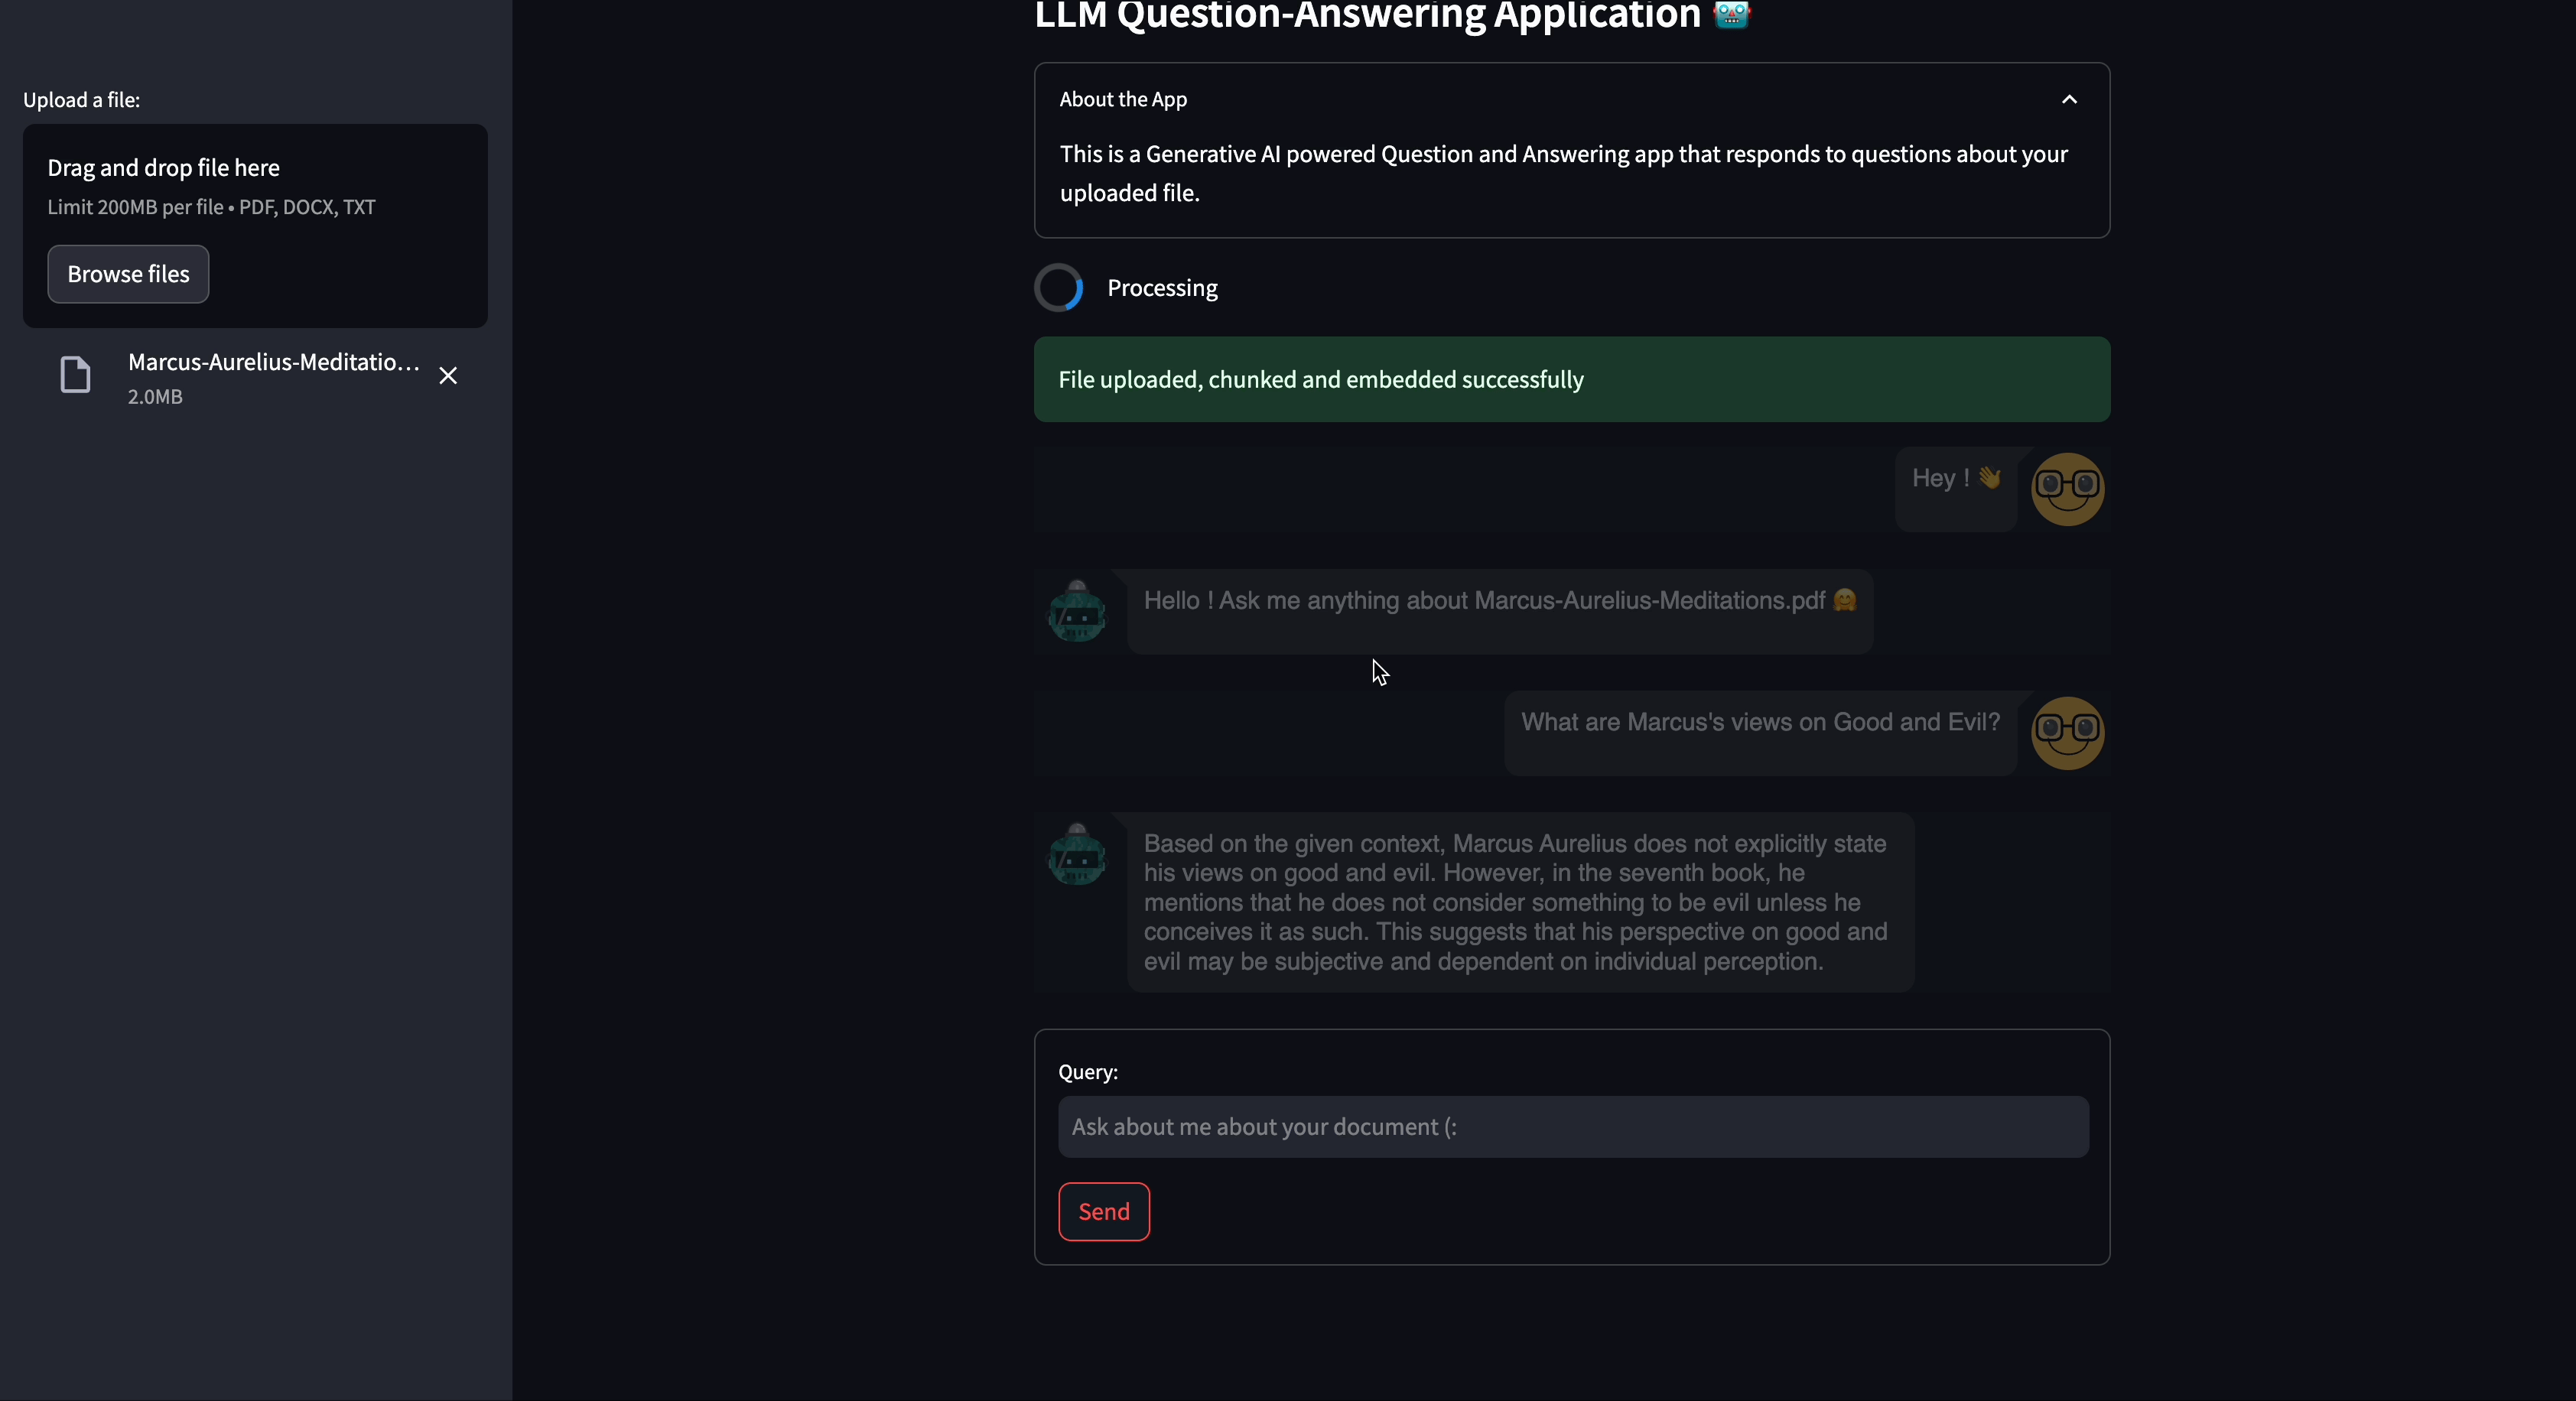 LLM Question-Answering Application 🤖
Upload a file:
Drag and drop file here
Limit 200MB per file • PDF, DOCX, TXT
Browse files
Marcus-Aurelius-Meditatio...
2.0MB
About the App
This is a Generative AI powered Question and Answering app that responds to questions about your
uploaded file.
Processing
File uploaded, chunked and embedded successfully
Hey ! 👋
Hello ! Ask me anything about Marcus-Aurelius-Meditations.pdf 🤗
What are Marcus's views on Good and Evil?
Based on the given context, Marcus Aurelius does not explicitly state
his views on good and evil. However, in the seventh book, he
mentions that he does not consider something to be evil unless he
conceives it as such. This suggests that his perspective on good and
evil may be subjective and dependent on individual perception.
Query:
Ask about me about your document (:
Send